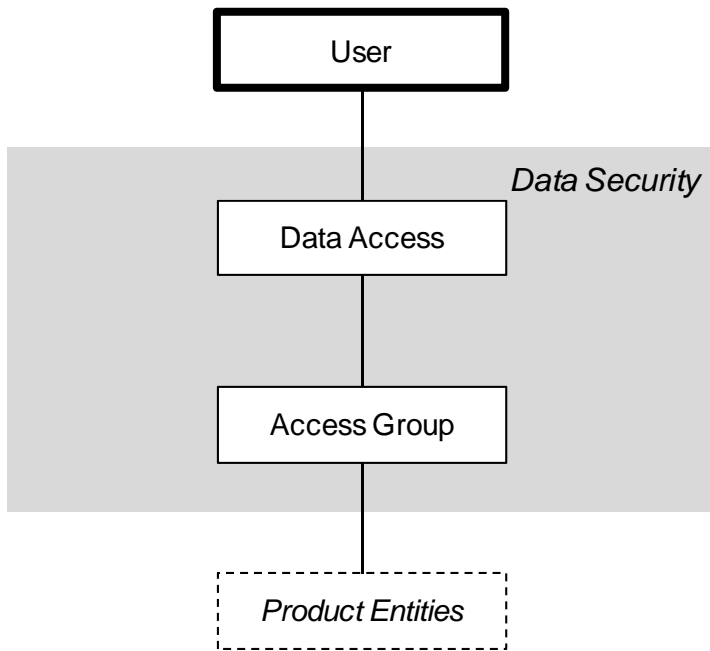 User
Data Security
Data Access
Access Group
Product Entities